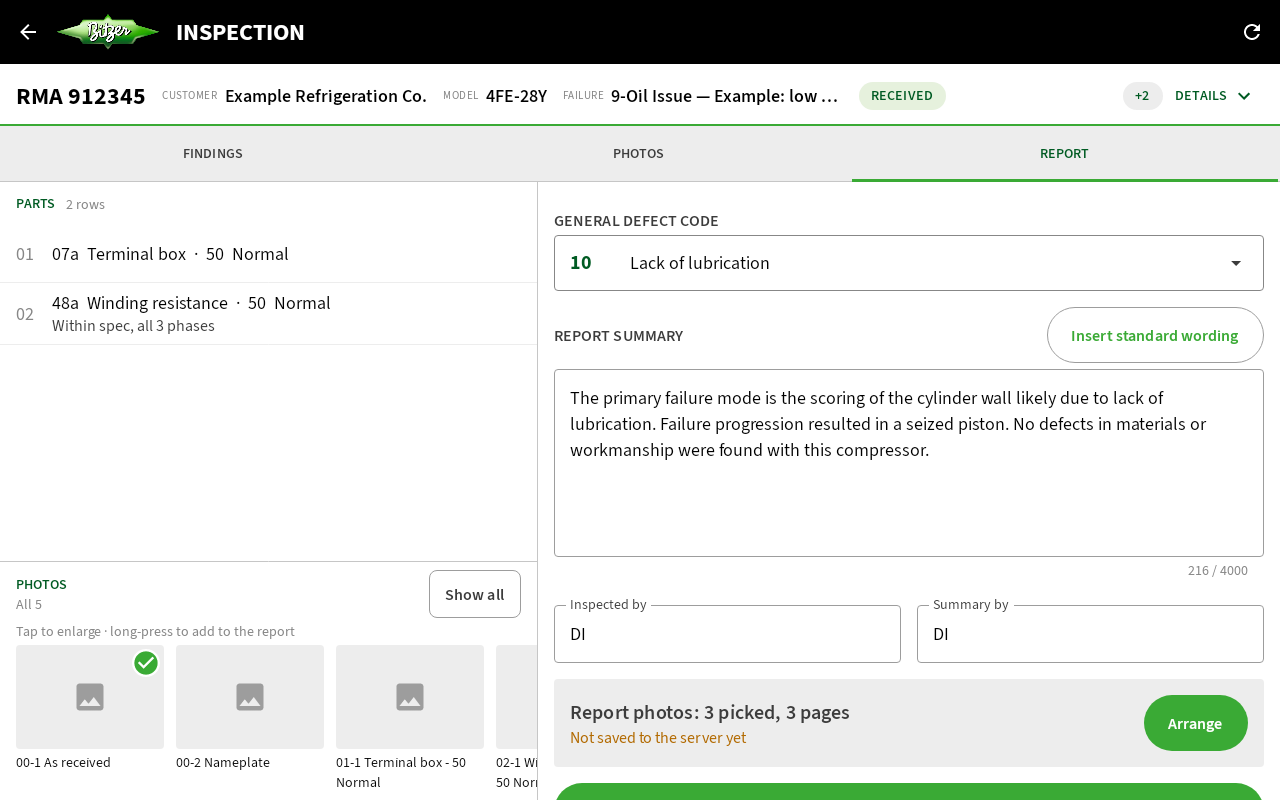 Bitzer
INSPECTION
RMA 912345 CUSTOMER Example Refrigeration Co. MODEL 4FE-28Y FAILURE 9-Oil Issue — Example: low … RECEIVED +2 DETAILS
FINDINGS PHOTOS REPORT
PARTS 2 rows
01 07a Terminal box · 50 Normal
02 48a Winding resistance · 50 Normal
Within spec, all 3 phases
PHOTOS
All 5
Show all
Tap to enlarge · long-press to add to the report
00-1 As received
00-2 Nameplate
01-1 Terminal box - 50
Normal
02-1 Wi
50 Nor
GENERAL DEFECT CODE
10 Lack of lubrication
REPORT SUMMARY
Insert standard wording
The primary failure mode is the scoring of the cylinder wall likely due to lack of
lubrication. Failure progression resulted in a seized piston. No defects in materials or
workmanship were found with this compressor.
216 / 4000
Inspected by
DI
Summary by
DI
Report photos: 3 picked, 3 pages
Not saved to the server yet
Arrange